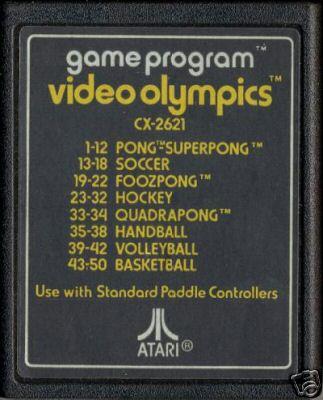 game program™
video olympics™
CX-2621
1-12 PONG™-SUPERPONG™
13-18 SOCCER
19-22 FOOZPONG™
23-32 HOCKEY
33-34 QUADRAPONG™
35-38 HANDBALL
39-42 VOLLEYBALL
43-50 BASKETBALL
Use with Standard Paddle Controllers
ATARI®